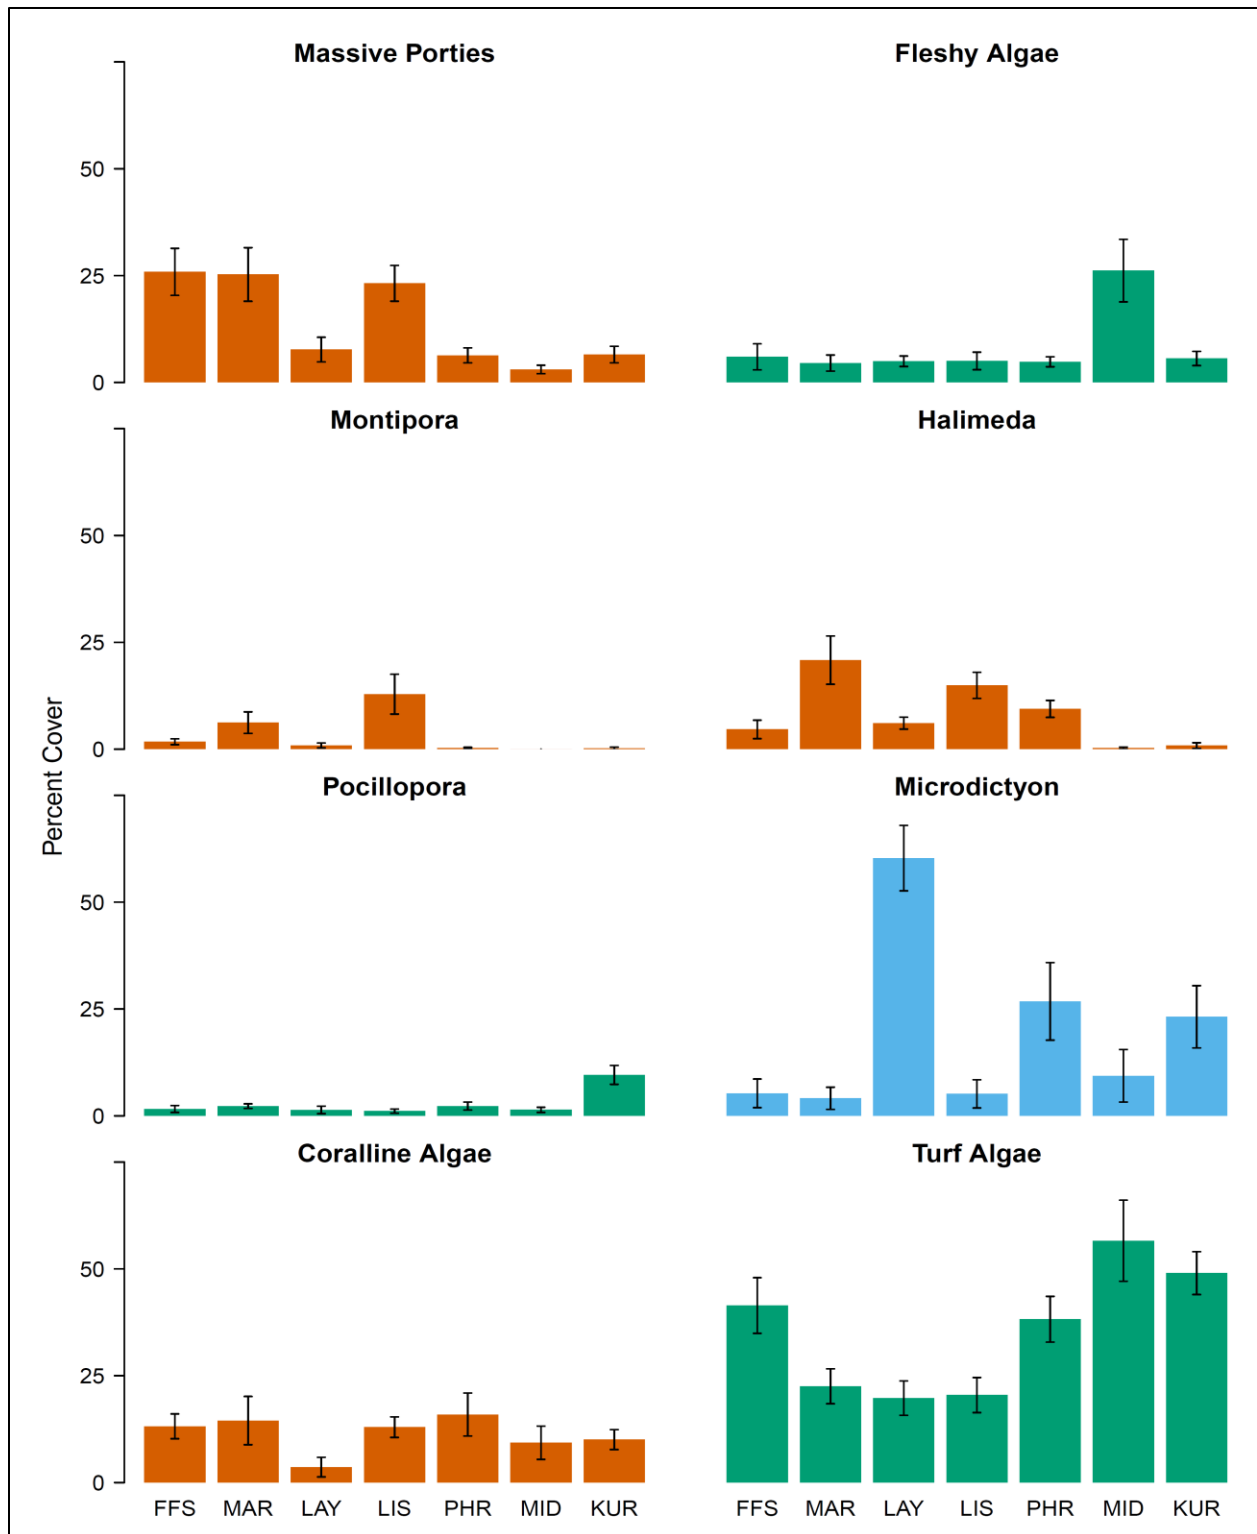 Massive Porties
Fleshy Algae
50
25
0
Montipora
Halimeda
50
25
0
Percent Cover
Pocillopora
Microdictyon
50
25
0
Coralline Algae
Turf Algae
50
25
0
FFS MAR LAY LIS PHR MID KUR
FFS MAR LAY LIS PHR MID KUR